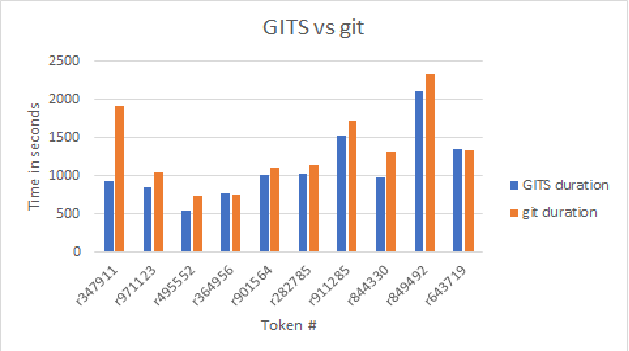 GITS vs git
2500
2000
1500
1000
500
0
Time in seconds
r347911
r971123
r495552
r364956
r901564
r282785
r911285
r844330
r849492
r643719
Token #
GITS duration
git duration